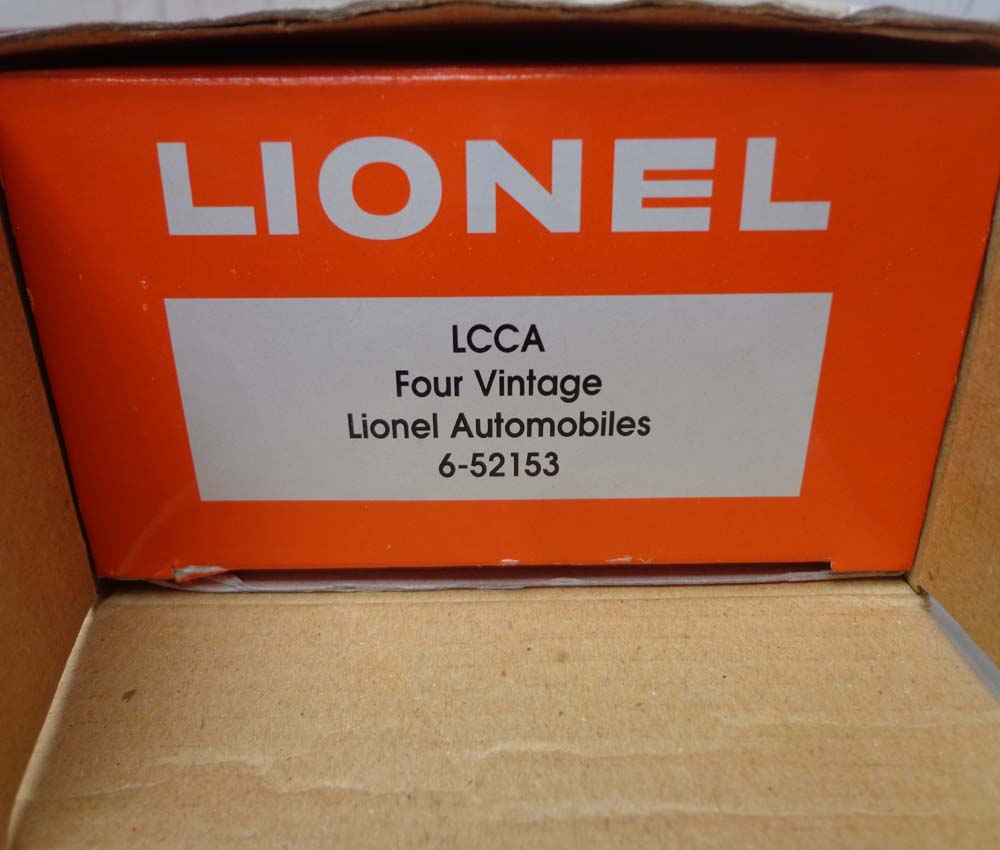 LIONEL
LCCA
Four Vintage
Lionel Automobiles
6-52153